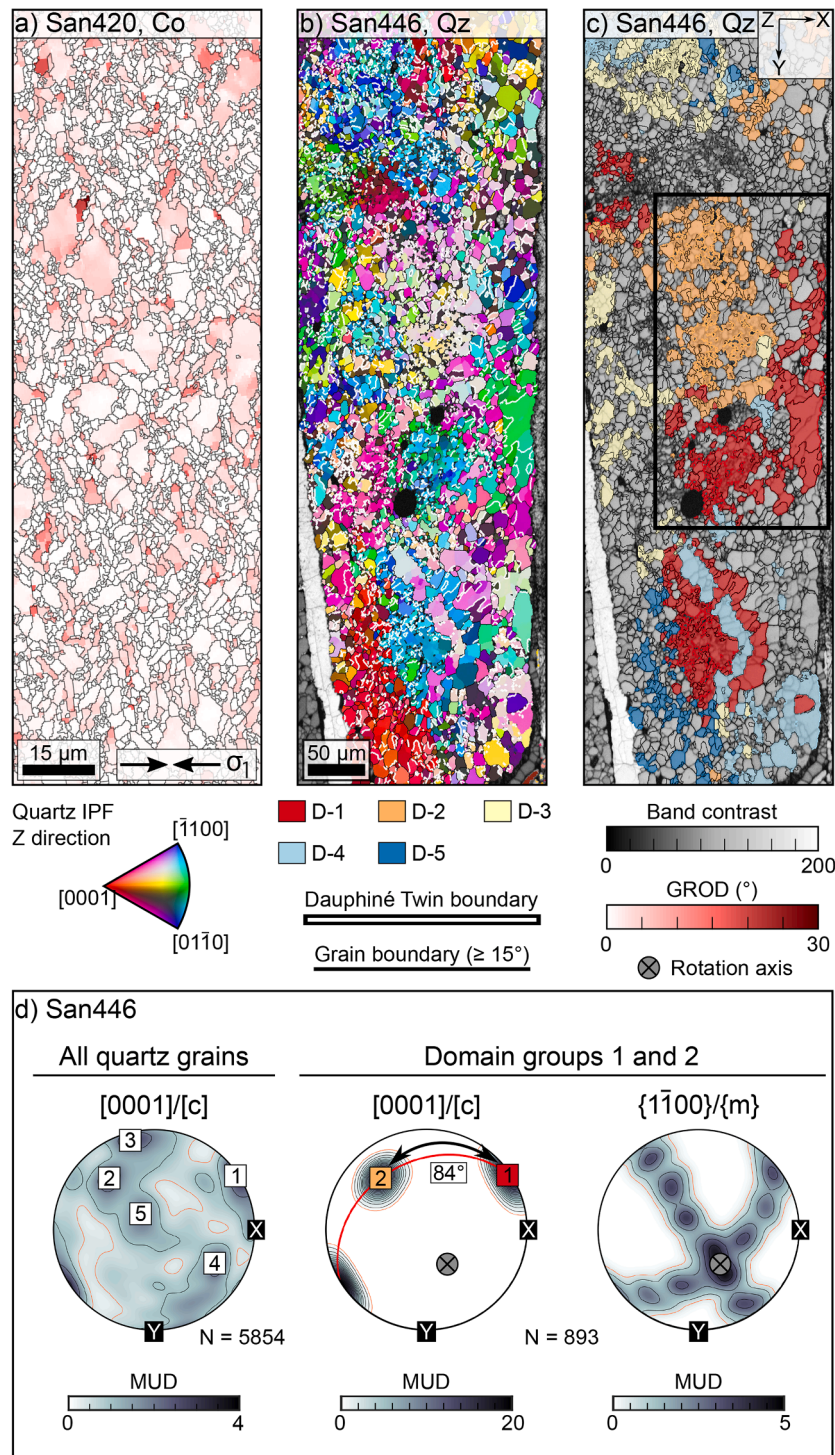 a) San420, Co
b) San446, Qz
c) San446, Qz
Z X
Y
15 µm
σ1
50 µm
Quartz IPF
Z direction
[1̄100]
[0001]
[011̄0]
D-1 D-2 D-3
D-4 D-5
Dauphiné Twin boundary
Grain boundary (≥ 15°)
Band contrast
0 200
GROD (°)
0 30
Rotation axis
d) San446
All quartz grains
Domain groups 1 and 2
[0001]/[c]
[0001]/[c]
{11̄00}/{m}
3
2
1
5
4
X
Y
N = 5854
2
84°
1
X
Y
N = 893
X
Y
MUD
0 4
MUD
0 20
MUD
0 5